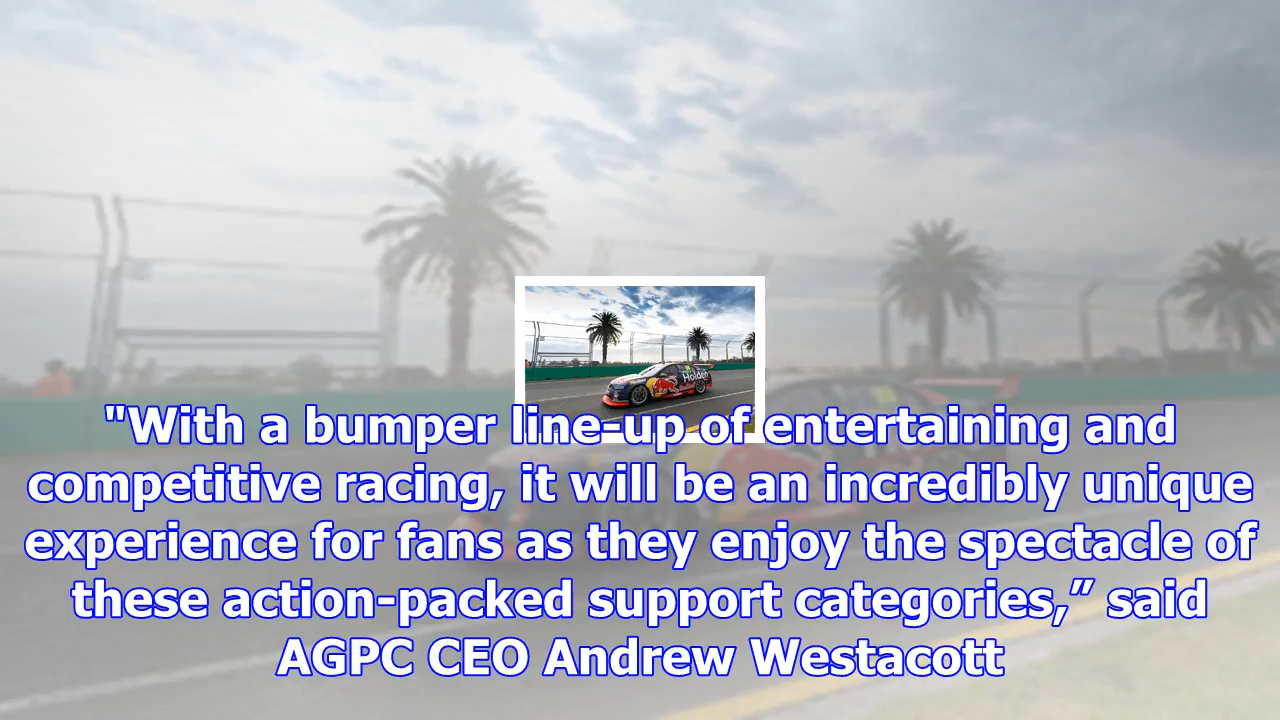 Holden
"With a bumper line-up of entertaining and
competitive racing, it will be an incredibly unique
experience for fans as they enjoy the spectacle of
these action-packed support categories,” said
AGPC CEO Andrew Westacott